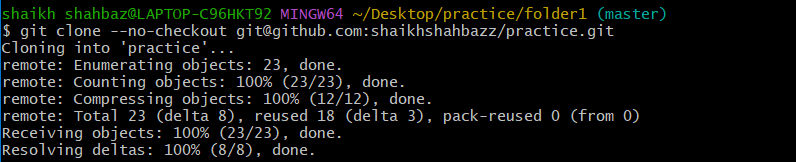 shaikh shahbaz@LAPTOP-C96HKT92 MINGW64 ~/Desktop/practice/folder1 (master)
$ git clone --no-checkout git@github.com:shaikhshahbazz/practice.git
Cloning into 'practice'...
remote: Enumerating objects: 23, done.
remote: Counting objects: 100% (23/23), done.
remote: Compressing objects: 100% (12/12), done.
remote: Total 23 (delta 8), reused 18 (delta 3), pack-reused 0 (from 0)
Receiving objects: 100% (23/23), done.
Resolving deltas: 100% (8/8), done.